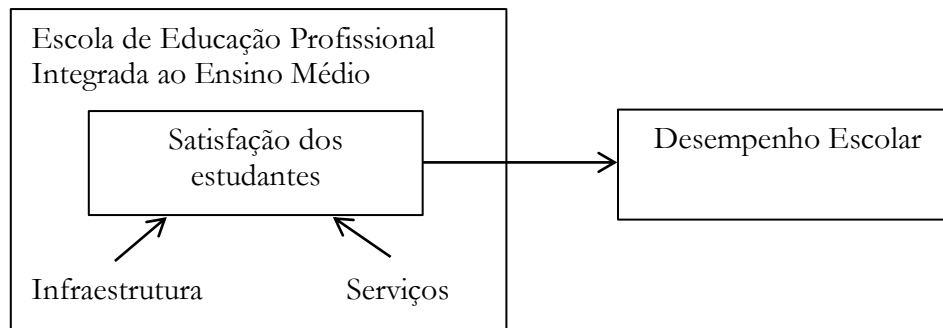 Escola de Educação Profissional
Integrada ao Ensino Médio
Satisfação dos
estudantes
Desempenho Escolar
Infraestrutura
Serviços